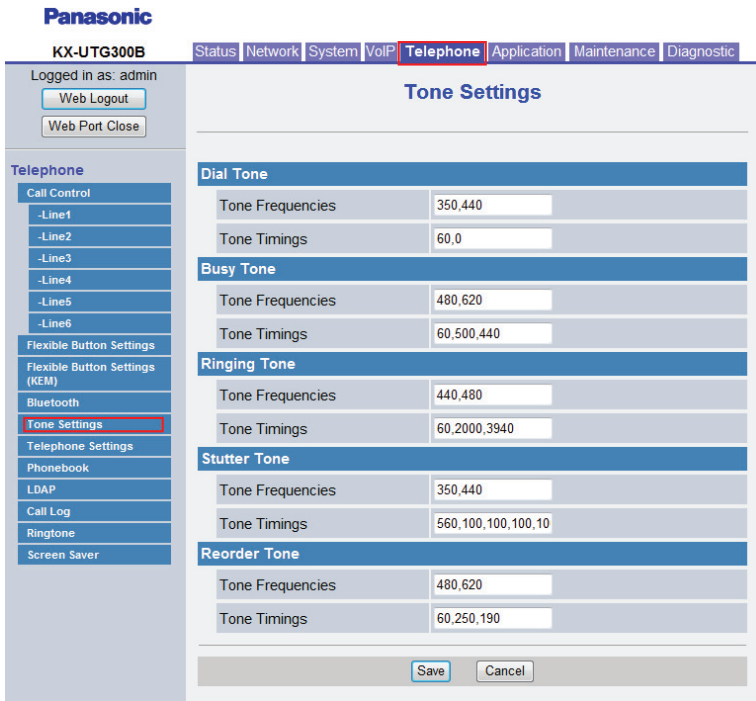 Panasonic
KX-UTG300B
Status Network System VoIP Telephone Application Maintenance Diagnostic
Logged in as: admin
Web Logout
Web Port Close
Tone Settings
Telephone
Call Control
-Line1
-Line2
-Line3
-Line4
-Line5
-Line6
Flexible Button Settings
Flexible Button Settings
(KEM)
Bluetooth
Tone Settings
Telephone Settings
Phonebook
LDAP
Call Log
Ringtone
Screen Saver
Dial Tone
Tone Frequencies 350,440
Tone Timings 60,0
Busy Tone
Tone Frequencies 480,620
Tone Timings 60,500,440
Ringing Tone
Tone Frequencies 440,480
Tone Timings 60,2000,3940
Stutter Tone
Tone Frequencies 350,440
Tone Timings 560,100,100,100,10
Reorder Tone
Tone Frequencies 480,620
Tone Timings 60,250,190
Save Cancel